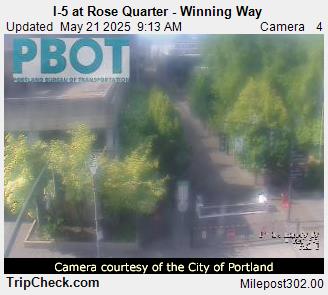 I-5 at Rose Quarter - Winning Way
Updated May 21 2025 9:13 AM Camera 4
PBOT
PORTLAND BUREAU OF TRANSPORTATION
Camera courtesy of the City of Portland
TripCheck.com Milepost302.00